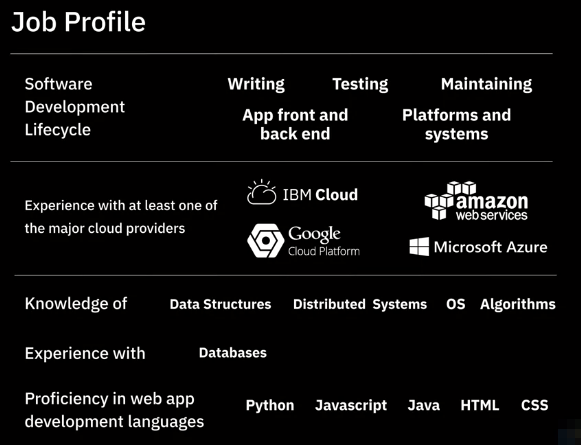 Job Profile
Software
Development
Lifecycle
Writing Testing Maintaining
App front and
back end
Platforms and
systems
Experience with at least one of
the major cloud providers
IBM Cloud
amazon
web services
Google
Cloud Platform
Microsoft Azure
Knowledge of Data Structures Distributed Systems OS Algorithms
Experience with Databases
Proficiency in web app
development languages
Python Javascript Java HTML CSS